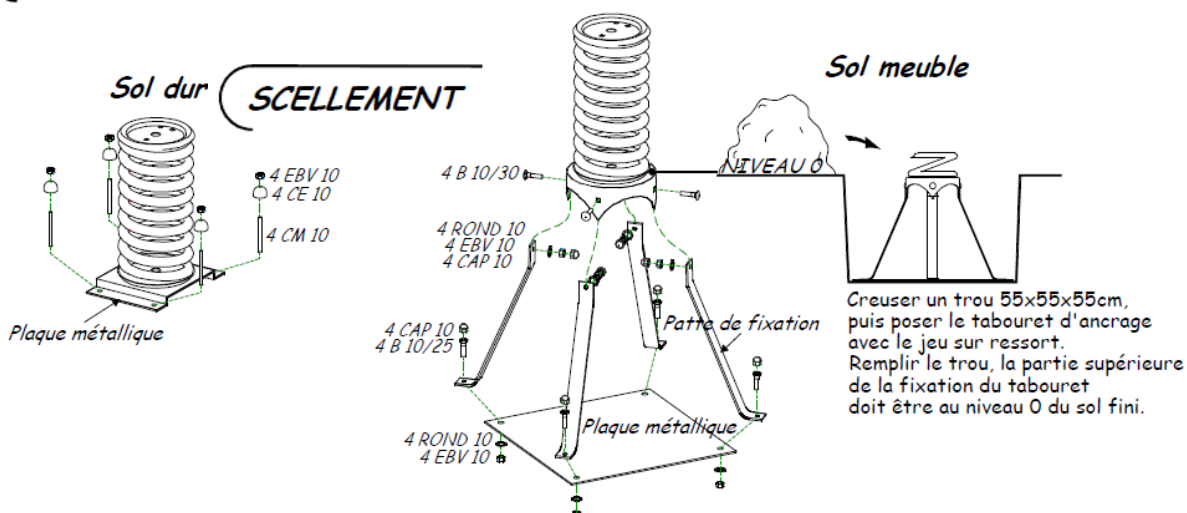 Sol dur
SCELLEMENT
Sol meuble
4 EBV 10
4 CE 10
4 CM 10
Plaque métallique
4 B 10/30
NIVEAU 0
4 ROND 10
4 EBV 10
4 CAP 10
4 CAP 10
4 B 10/25
Patte de fixation
Plaque métallique
4 ROND 10
4 EBV 10
Creuser un trou 55x55x55cm,
puis poser le tabouret d'ancrage
avec le jeu sur ressort.
Remplir le trou, la partie supérieure
de la fixation du tabouret
doit être au niveau 0 du sol fini.